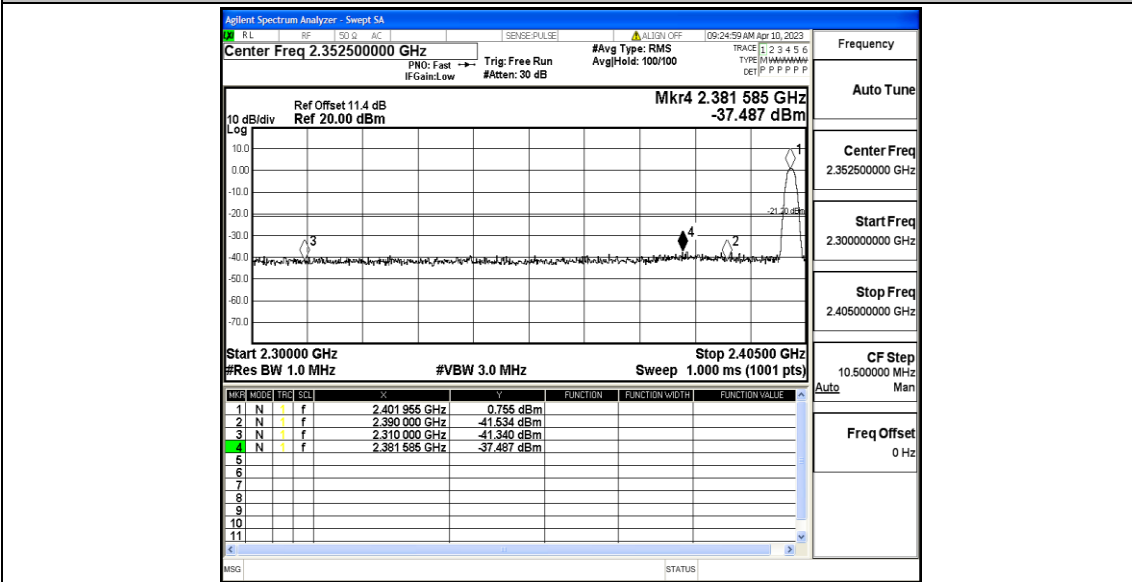 Agilent Spectrum Analyzer - Swept SA
RL RF 50 Ω AC SENSE:PULSE ALIGN OFF 09:24:59 AM Apr 10, 2023
Center Freq 2.352500000 GHz
PNO: Fast
IFGain:Low
Trig: Free Run
#Atten: 30 dB
#Avg Type: RMS
Avg|Hold: 100/100
TRACE 1 2 3 4 5 6
TYPE M
DET P P P P P P
Frequency
Auto Tune
Center Freq
2.352500000 GHz
Start Freq
2.300000000 GHz
Stop Freq
2.405000000 GHz
CF Step
10.500000 MHz
Auto Man
Freq Offset
0 Hz
Mkr4 2.381 585 GHz
-37.487 dBm
Ref Offset 11.4 dB
10 dB/div Ref 20.00 dBm
Log
10.0
0.00
-10.0
-20.0
-30.0
-40.0
-50.0
-60.0
-70.0
1
-21.20 dBm
3
4
2
Start 2.30000 GHz Stop 2.40500 GHz
#Res BW 1.0 MHz #VBW 3.0 MHz Sweep 1.000 ms (1001 pts)
MKR MODE TRC SCL X Y FUNCTION FUNCTION WIDTH FUNCTION VALUE
1 N 1 f 2.401 955 GHz 0.755 dBm
2 N 1 f 2.390 000 GHz -41.534 dBm
3 N 1 f 2.310 000 GHz -41.340 dBm
4 N 1 f 2.381 585 GHz -37.487 dBm
5
6
7
8
9
10
11
MSG STATUS